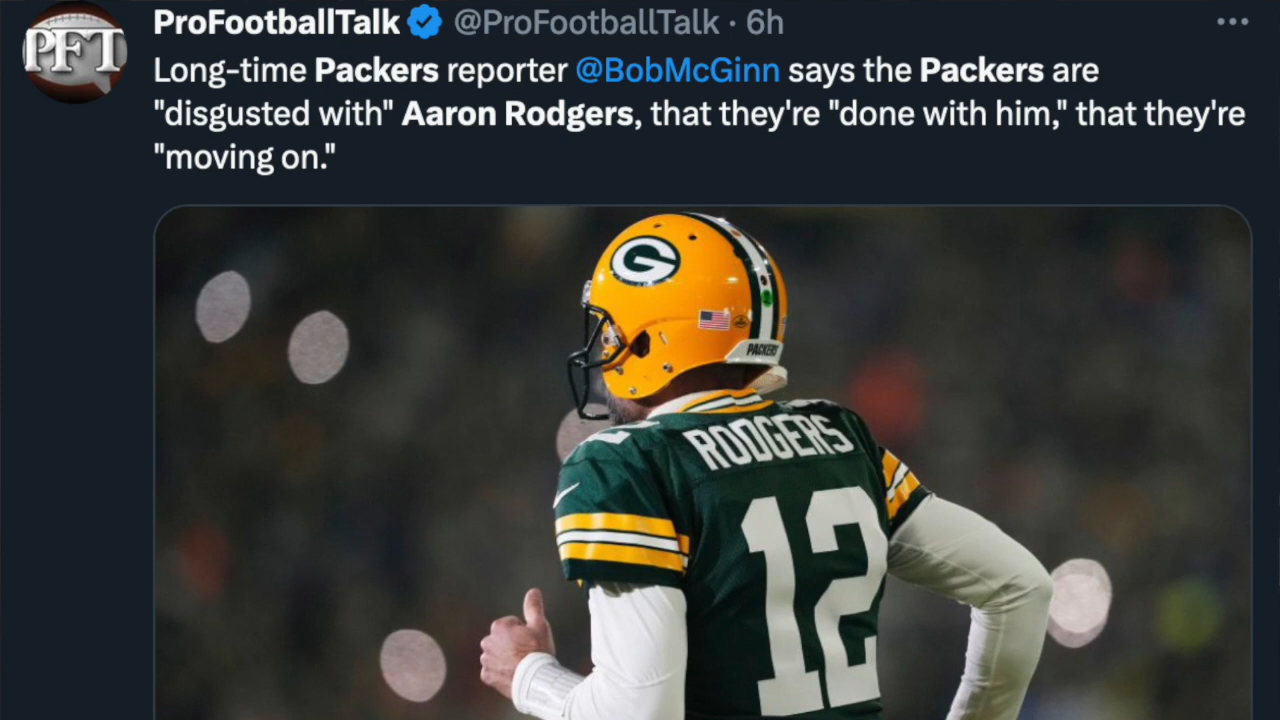 PFT
ProFootballTalk @ProFootballTalk · 6h
Long-time Packers reporter @BobMcGinn says the Packers are
"disgusted with" Aaron Rodgers, that they're "done with him," that they're
"moving on."
G
PACKERS
RODGERS
12